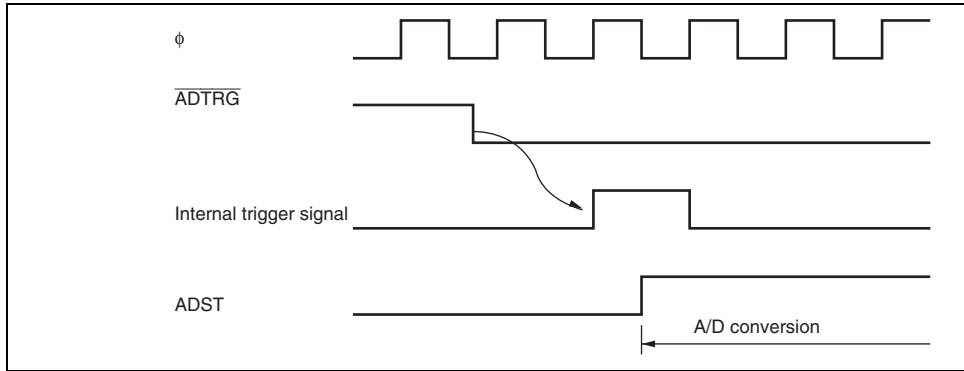 ϕ
ADTRG
Internal trigger signal
ADST
A/D conversion